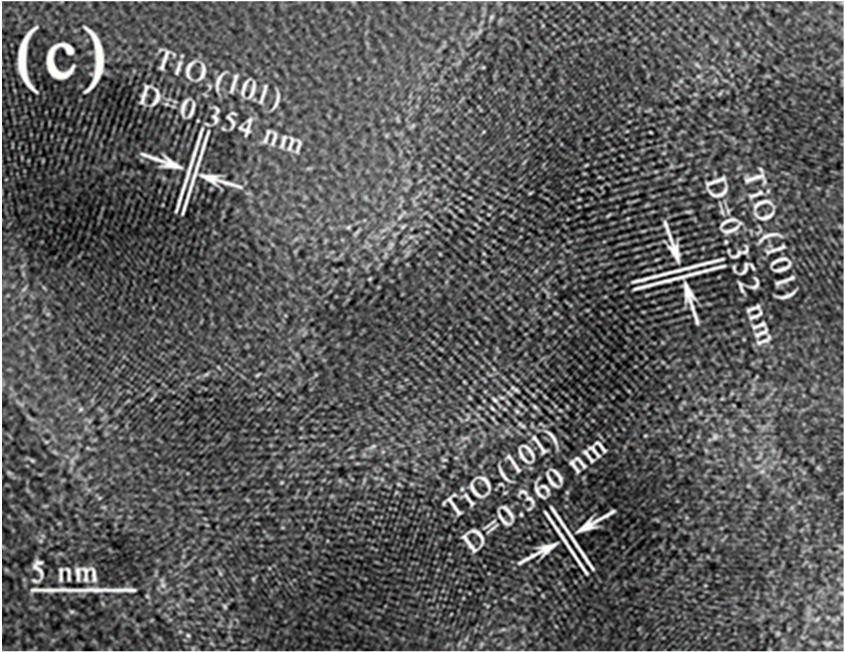 (c)
TiO₂(101)
D=0.354 nm
TiO₂(101)
D=0.352 nm
TiO₂(101)
D=0.360 nm
5 nm